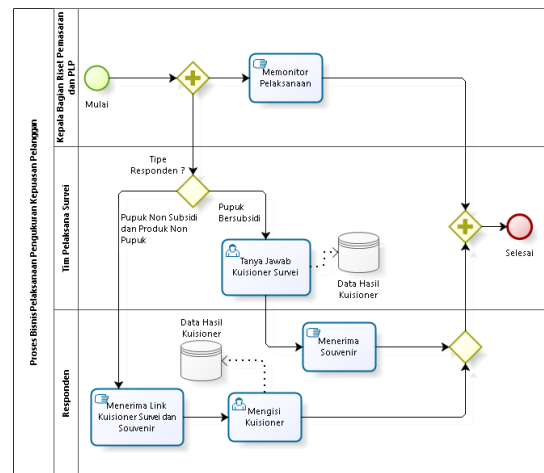 Proses Bisnis Pelaksanaan Pengukuran Kepuasan Pelanggan
Kepala Bagian Riset Pemasaran
dan PLP
Mulai
Memonitor
Pelaksanaan
Tim Pelaksana Survei
Tipe
Responden ?
Pupuk Non Subsidi
dan Produk Non
Pupuk
Pupuk
Bersubsidi
Tanya Jawab
Kuisioner Survei
Data Hasil
Kuisioner
Selesai
Responden
Data Hasil
Kuisioner
Menerima
Souvenir
Menerima Link
Kuisioner Survei dan
Souvenir
Mengisi
Kuisioner